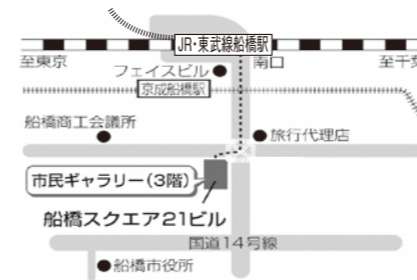 JR・東武線船橋駅
至東京
南口
至千葉
フェイスビル
京成船橋駅
船橋商工会議所
旅行代理店
市民ギャラリー(3階)
船橋スクエア21ビル
国道14号線
船橋市役所